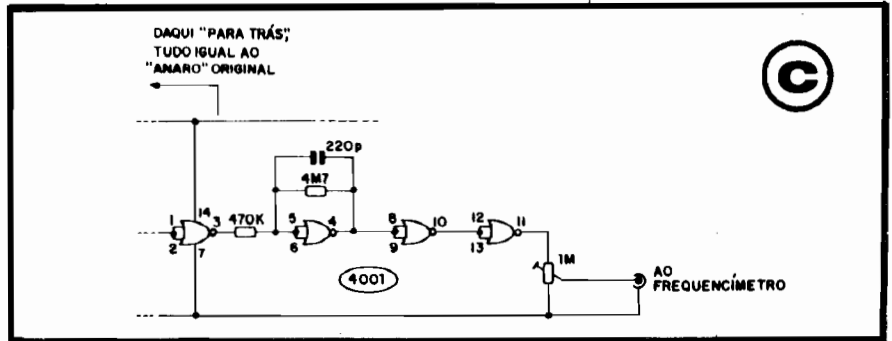 DAQUI "PARA TRÁS",
TUDO IGUAL AO
"ANARO" ORIGINAL
C
220p
4M7
1
2
14
3
7
470K
5
6
4
8
9
10
12
13
11
4001
1M
AO
FREQUENCÍMETRO